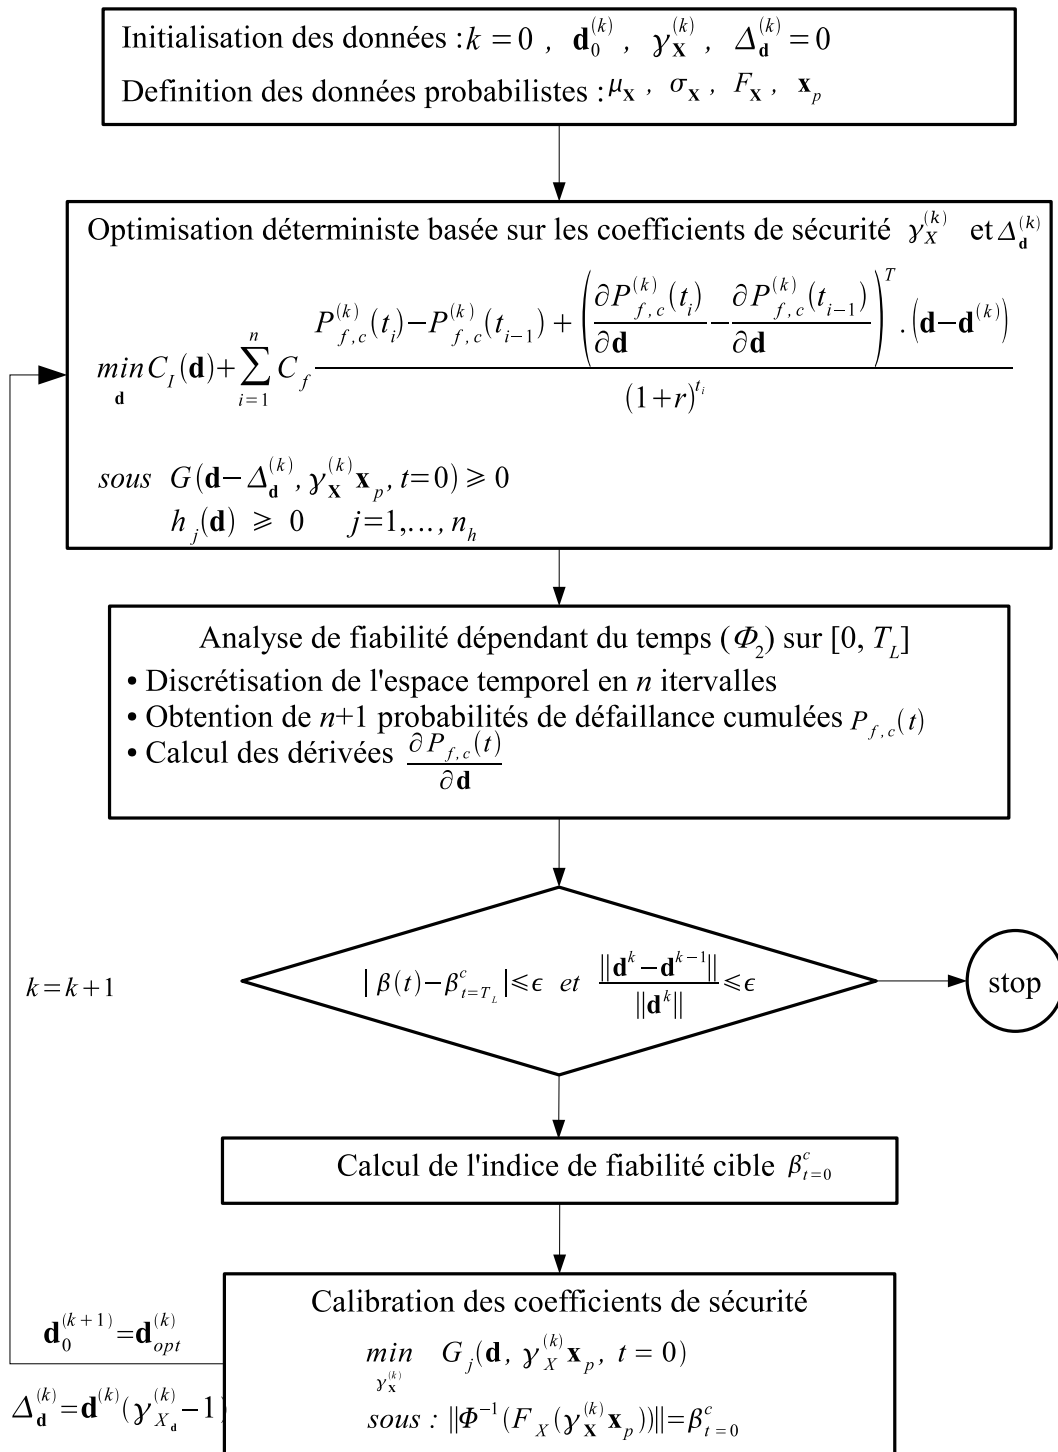 Initialisation des données : k = 0 , d_0^(k) , γ_X^(k) , Δ_d^(k) = 0
Definition des données probabilistes : μ_X , σ_X , F_X , x_p
Optimisation déterministe basée sur les coefficients de sécurité γ_X^(k) et Δ_d^(k)
min_d C_I(d) + ∑_{i=1}^{n} C_f (P_{f,c}^(k)(t_i) − P_{f,c}^(k)(t_{i−1}) + (∂P_{f,c}^(k)(t_i)/∂d − ∂P_{f,c}^(k)(t_{i−1})/∂d)^T . (d−d^(k))) / (1+r)^{t_i}
sous G(d−Δ_d^(k), γ_X^(k) x_p, t=0) ⩾ 0
h_j(d) ⩾ 0 j=1,..., n_h
Analyse de fiabilité dépendant du temps (Φ_2) sur [0, T_L]
• Discrétisation de l'espace temporel en n itervalles
• Obtention de n+1 probabilités de défaillance cumulées P_{f,c}(t)
• Calcul des dérivées ∂P_{f,c}(t)/∂d
|β(t)−β_{t=T_L}^c|⩽ϵ et ‖d^k−d^{k−1}‖/‖d^k‖ ⩽ϵ
stop
k=k+1
Calcul de l'indice de fiabilité cible β_{t=0}^c
Calibration des coefficients de sécurité
min_{γ_X^(k)} G_j(d, γ_X^(k) x_p, t = 0)
sous : ‖Φ^{−1}(F_X(γ_X^(k) x_p))‖=β_{t=0}^c
d_0^(k+1)=d_opt^(k)
Δ_d^(k)=d^(k)(γ_{X_d}^(k)−1)